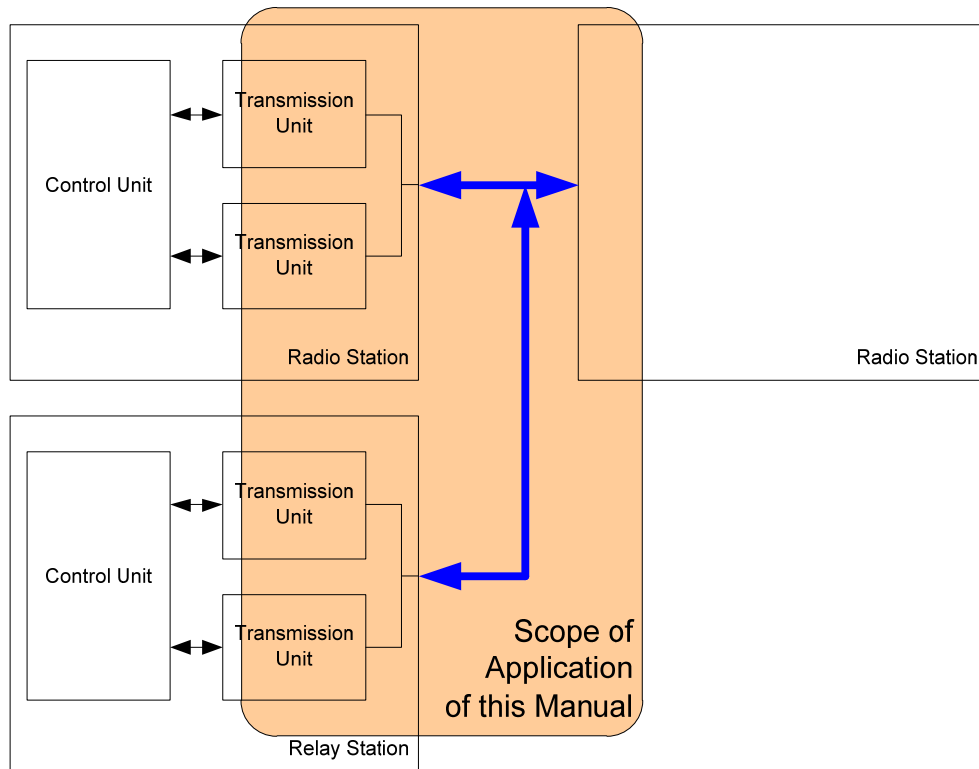 Transmission
Unit
Control Unit
Transmission
Unit
Radio Station
Radio Station
Transmission
Unit
Control Unit
Transmission
Unit
Scope of
Application
of this Manual
Relay Station